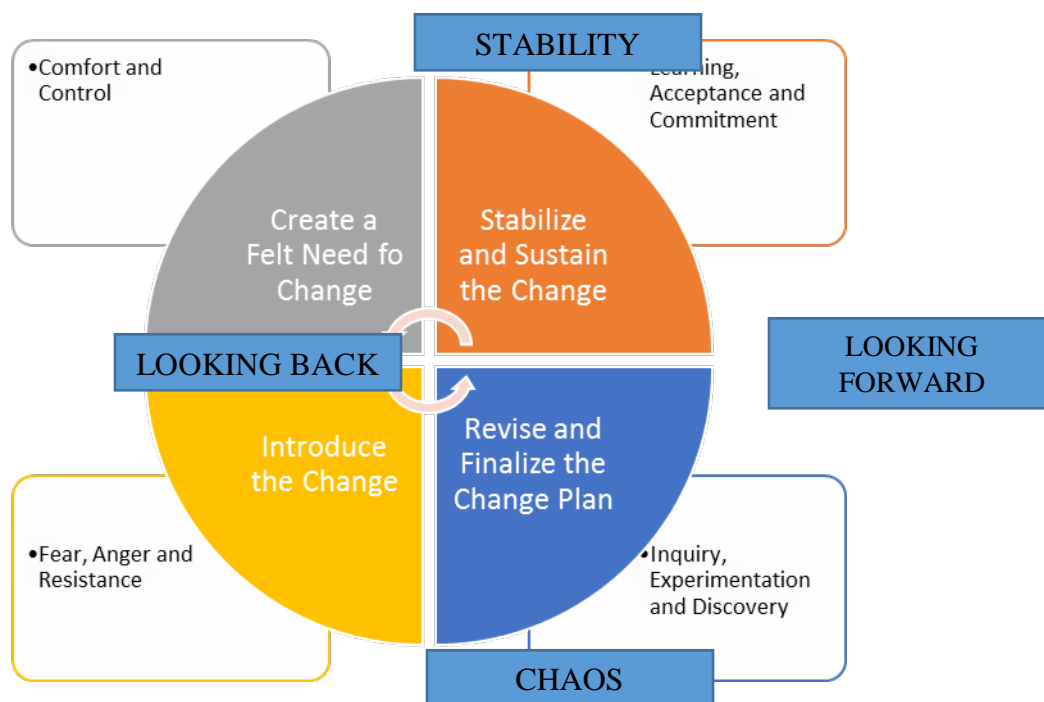 STABILITY
•Comfort and
Control
Learning,
Acceptance and
Commitment
Create a
Felt Need fo
Change
Stabilize
and Sustain
the Change
LOOKING BACK
LOOKING
FORWARD
Introduce
the Change
Revise and
Finalize the
Change Plan
•Fear, Anger and
Resistance
•Inquiry,
Experimentation
and Discovery
CHAOS